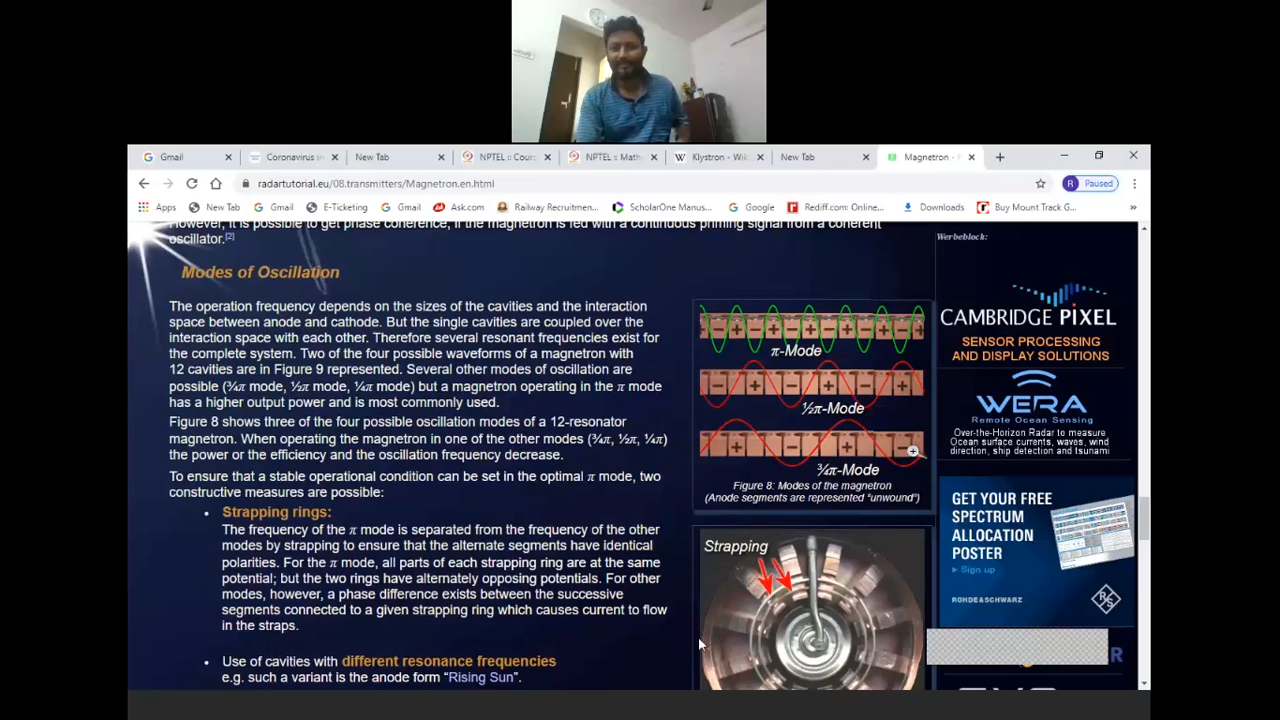 Gmail
Coronavirus in
New Tab
NPTEL :: Cours
NPTEL :: Math
Klystron - Wiki
New Tab
Magnetron -
radartutorial.eu/08.transmitters/Magnetron.en.html
R Paused
Apps
New Tab
Gmail
E-Ticketing
Gmail
Ask.com
Railway Recruitmen...
ScholarOne Manus...
Google
Rediff.com: Online...
Downloads
Buy Mount Track G...
»
However, it is possible to get phase coherence, if the magnetron is fed with a continuous priming signal from a coherent
oscillator.[2]
Modes of Oscillation
The operation frequency depends on the sizes of the cavities and the interaction
space between anode and cathode. But the single cavities are coupled over the
interaction space with each other. Therefore several resonant frequencies exist for
the complete system. Two of the four possible waveforms of a magnetron with
12 cavities are in Figure 9 represented. Several other modes of oscillation are
possible (¾π mode, ½π mode, ¼π mode) but a magnetron operating in the π mode
has a higher output power and is most commonly used.
Figure 8 shows three of the four possible oscillation modes of a 12-resonator
magnetron. When operating the magnetron in one of the other modes (¾π, ½π, ¼π)
the power or the efficiency and the oscillation frequency decrease.
To ensure that a stable operational condition can be set in the optimal π mode, two
constructive measures are possible:
• Strapping rings:
The frequency of the π mode is separated from the frequency of the other
modes by strapping to ensure that the alternate segments have identical
polarities. For the π mode, all parts of each strapping ring are at the same
potential; but the two rings have alternately opposing potentials. For other
modes, however, a phase difference exists between the successive
segments connected to a given strapping ring which causes current to flow
in the straps.
• Use of cavities with different resonance frequencies
e.g. such a variant is the anode form “Rising Sun”.
π-Mode
½π-Mode
¾π-Mode
Figure 8: Modes of the magnetron
(Anode segments are represented “unwound”)
Strapping
Werbeblock:
CAMBRIDGE PIXEL
SENSOR PROCESSING
AND DISPLAY SOLUTIONS
WERA
Remote Ocean Sensing
Over-the-Horizon Radar to measure
Ocean surface currents, waves, wind
direction, ship detection and tsunami
GET YOUR FREE
SPECTRUM
ALLOCATION
POSTER
▸ Sign up
ROHDE&SCHWARZ
R&S